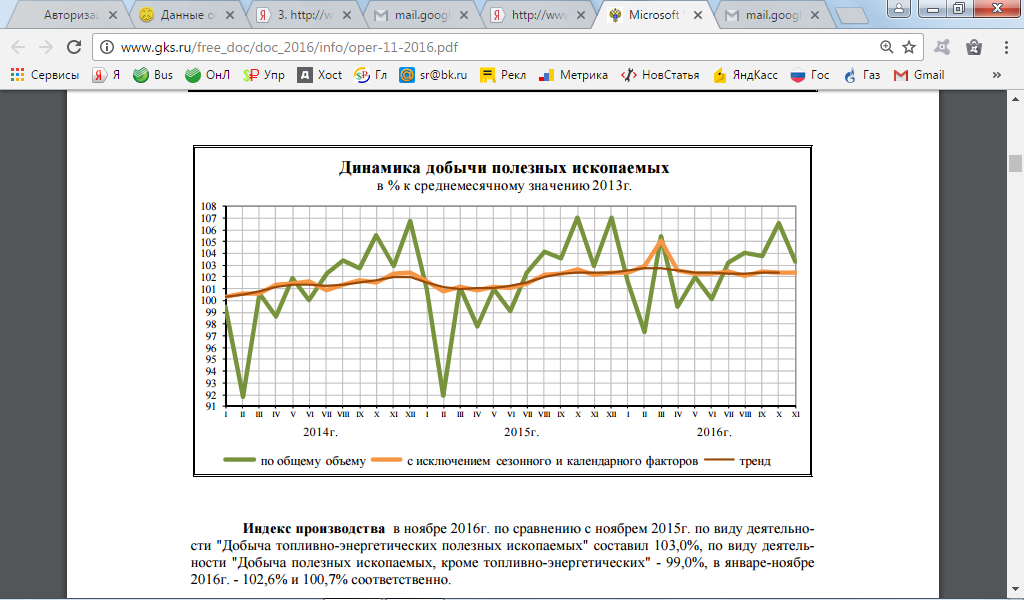 Авториза
Данные о
3. http://w
mail.googl
http://www
Microsoft
mail.googl
www.gks.ru/free_doc/doc_2016/info/oper-11-2016.pdf
Сервисы Я Bus ОнЛ Упр Хост Гл sr@bk.ru Рекл Метрика НовСтатья ЯндКасс Гос Газ Gmail »
Динамика добычи полезных ископаемых
в % к среднемесячному значению 2013г.
108
107
106
105
104
103
102
101
100
99
98
97
96
95
94
93
92
91
I II III IV V VI VII VIII IX X XI XII I II III IV V VI VII VIII IX X XI XII I II III IV V VI VII VIII IX X XI
2014г. 2015г. 2016г.
по общему объему с исключением сезонного и календарного факторов тренд
Индекс производства в ноябре 2016г. по сравнению с ноябрем 2015г. по виду деятельно-
сти "Добыча топливно-энергетических полезных ископаемых" составил 103,0%, по виду деятель-
ности "Добыча полезных ископаемых, кроме топливно-энергетических" - 99,0%, в январе-ноябре
2016г. - 102,6% и 100,7% соответственно.